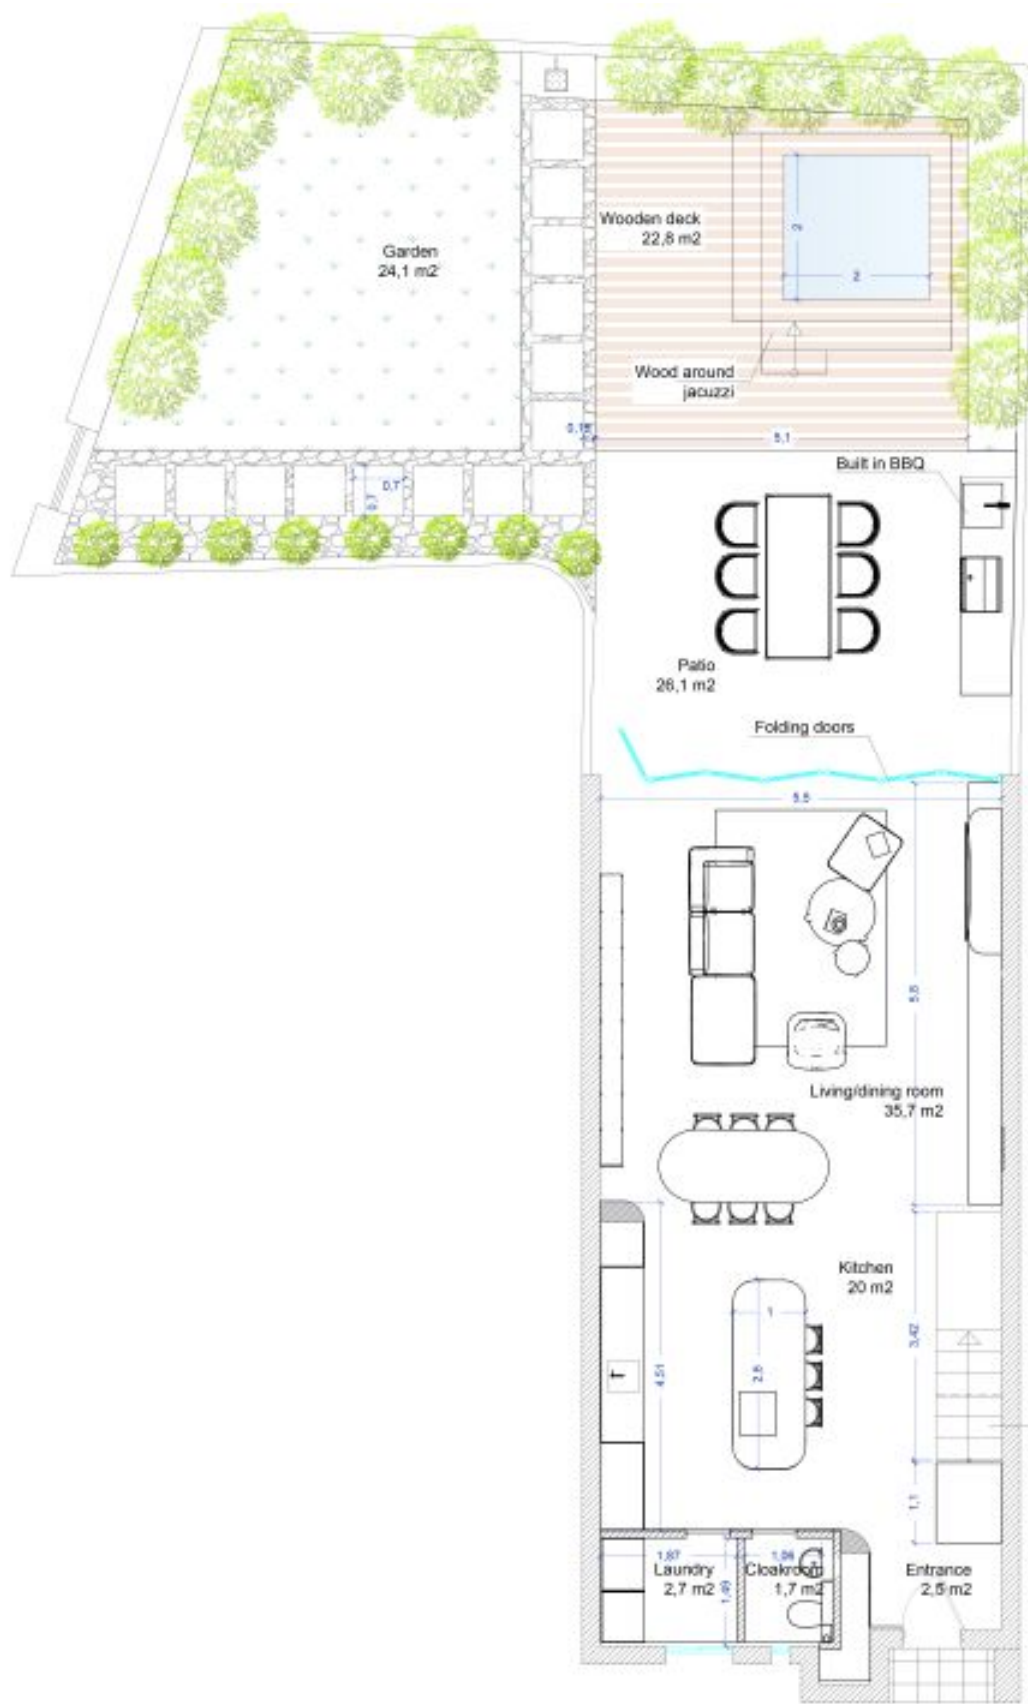 Garden
24,1 m2
Wooden deck
22,8 m2
2
2
Wood around
jacuzzi
5,1
Built in BBQ
0,7
0,7
Patio
26,1 m2
Folding doors
5,5
5,8
Living/dining room
35,7 m2
Kitchen
20 m2
1
3,42
4,51
2,6
1,1
1,87
1,06
Laundry
2,7 m2
1,49
Cloakroom
1,7 m2
Entrance
2,5 m2